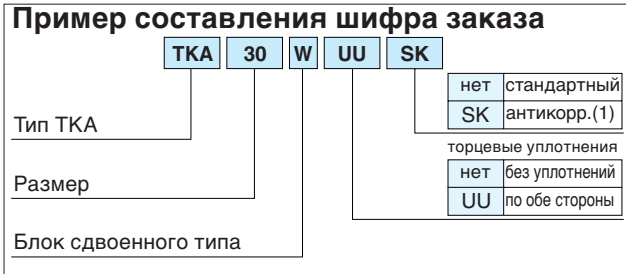 Пример составления шифра заказа
TKA 30 W UU SK
нет стандартный
SK антикорр.(1)
Тип TKA
торцевые уплотнения
нет без уплотнений
Размер
UU по обе стороны
Блок сдвоенного типа